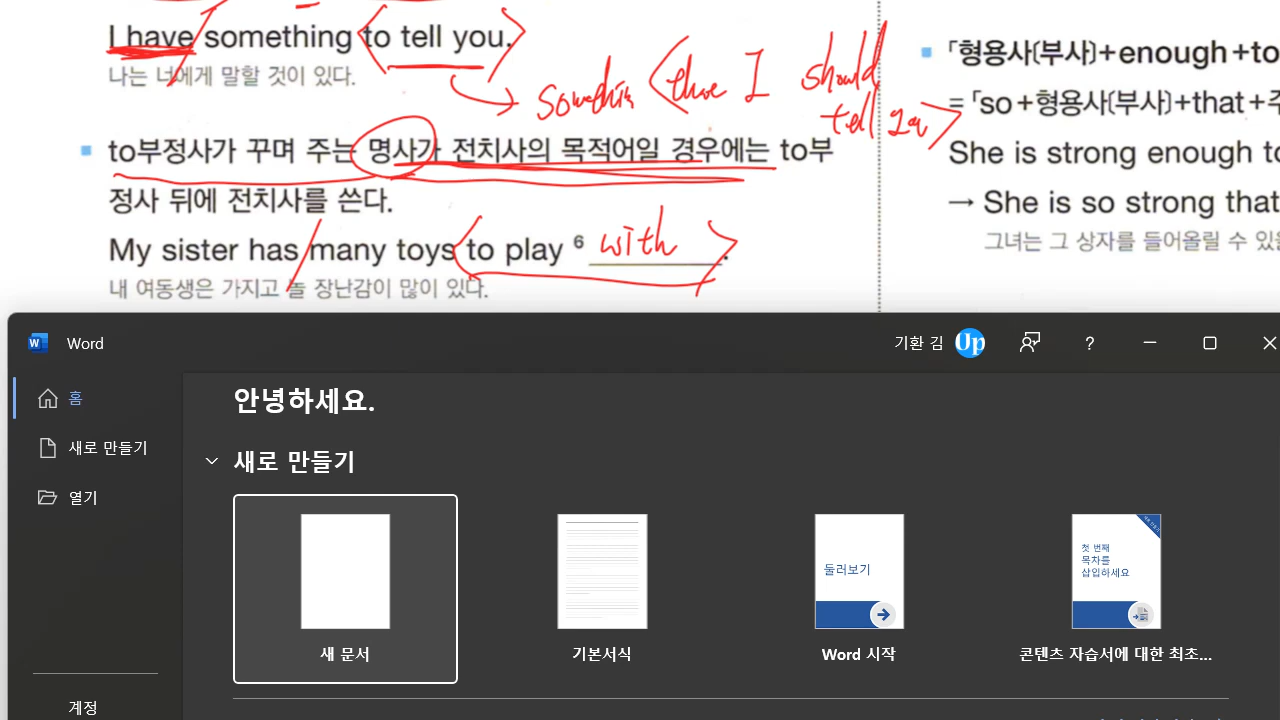 I have something to tell you.
나는 너에게 말할 것이 있다.
somethin (that I should
tell you)
to부정사가 꾸며 주는 명사가 전치사의 목적어일 경우에는 to부
정사 뒤에 전치사를 쓴다.
My sister has many toys to play 6 with.
내 여동생은 가지고 놀 장난감이 많이 있다.
「형용사(부사)+enough+to
=「so+형용사(부사)+that+주
She is strong enough to
→ She is so strong that
그녀는 그 상자를 들어올릴 수 있
Word
기환 김
Up
?
홈
새로 만들기
열기
계정
안녕하세요.
새로 만들기
새 문서
기본서식
둘러보기
Word 시작
첫 번째
목차를
삽입하세요
콘텐츠 자습서에 대한 최초...